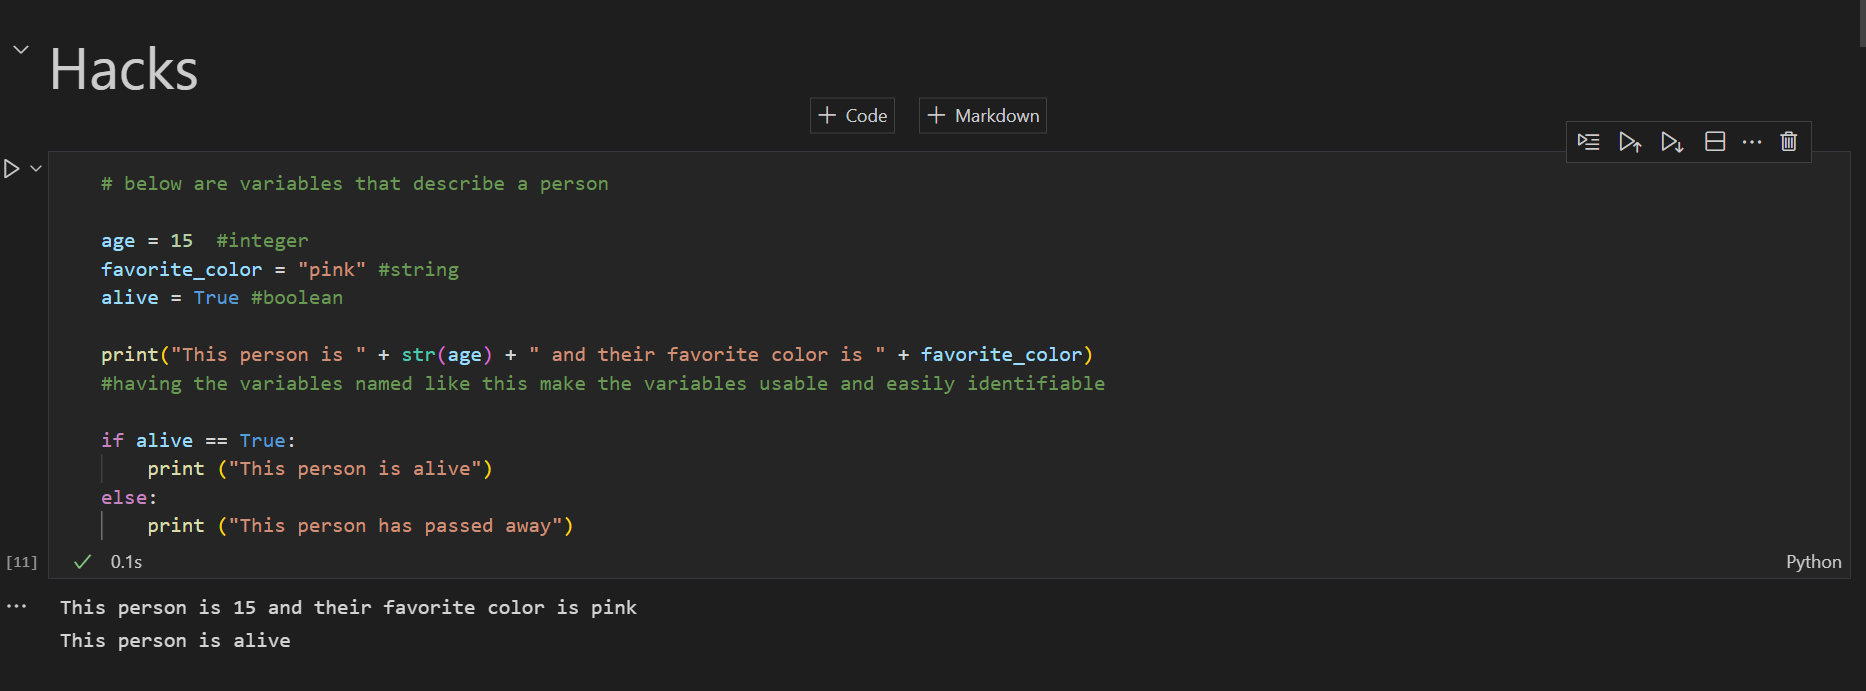 Hacks
+ Code + Markdown
# below are variables that describe a person
age = 15  #integer
favorite_color = "pink" #string
alive = True #boolean
print("This person is " + str(age) + " and their favorite color is " + favorite_color)
#having the variables named like this make the variables usable and easily identifiable
if alive == True:
    print ("This person is alive")
else:
    print ("This person has passed away")
[11] 0.1s Python
This person is 15 and their favorite color is pink
This person is alive